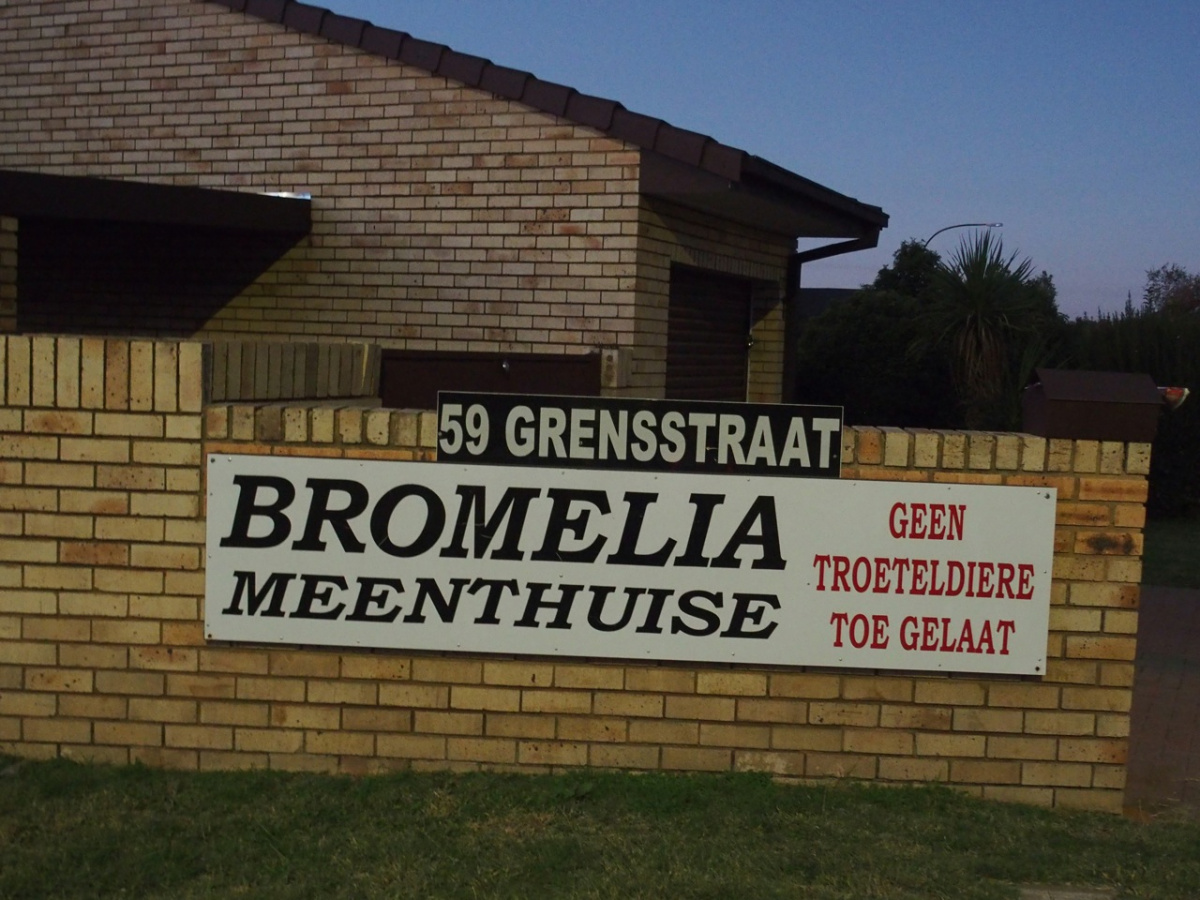 59 GRENSSTRAAT
BROMELIA
MEENTHUISE
GEEN
TROETELDIERE
TOE GELAAT